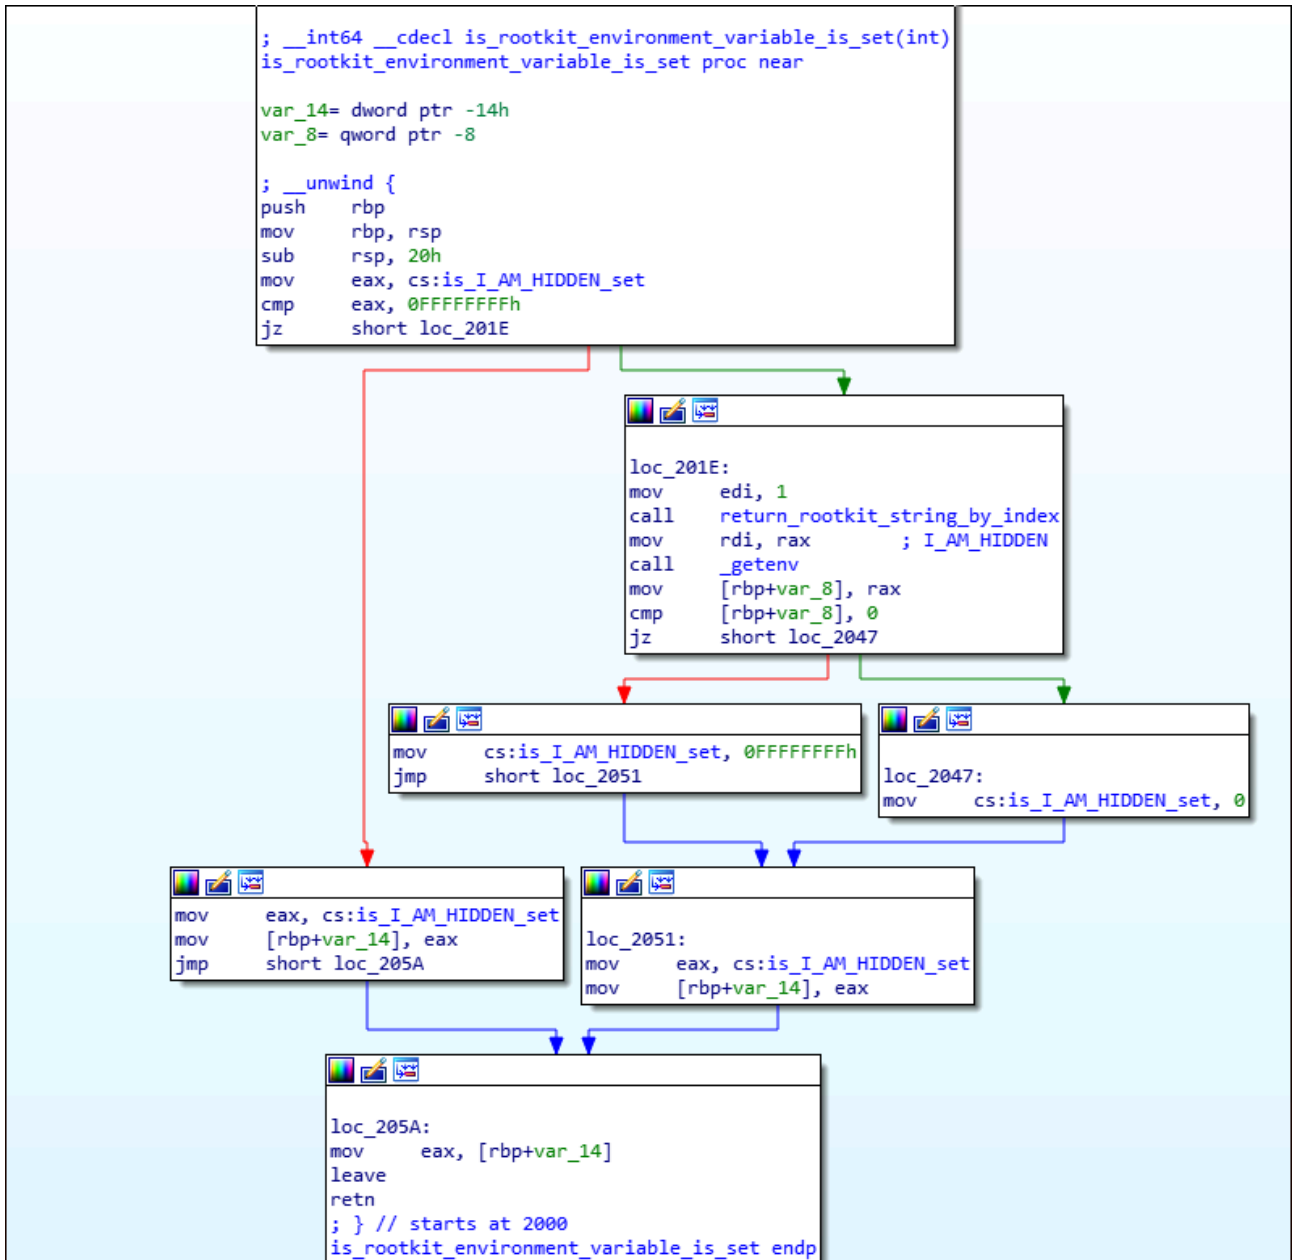 ; __int64 __cdecl is_rootkit_environment_variable_is_set(int)
is_rootkit_environment_variable_is_set proc near
var_14= dword ptr -14h
var_8= qword ptr -8
; __unwind {
push rbp
mov rbp, rsp
sub rsp, 20h
mov eax, cs:is_I_AM_HIDDEN_set
cmp eax, 0FFFFFFFFh
jz short loc_201E
loc_201E:
mov edi, 1
call return_rootkit_string_by_index
mov rdi, rax ; I_AM_HIDDEN
call _getenv
mov [rbp+var_8], rax
cmp [rbp+var_8], 0
jz short loc_2047
mov cs:is_I_AM_HIDDEN_set, 0FFFFFFFFh
jmp short loc_2051
loc_2047:
mov cs:is_I_AM_HIDDEN_set, 0
mov eax, cs:is_I_AM_HIDDEN_set
mov [rbp+var_14], eax
jmp short loc_205A
loc_2051:
mov eax, cs:is_I_AM_HIDDEN_set
mov [rbp+var_14], eax
loc_205A:
mov eax, [rbp+var_14]
leave
retn
; } // starts at 2000
is_rootkit_environment_variable_is_set endp